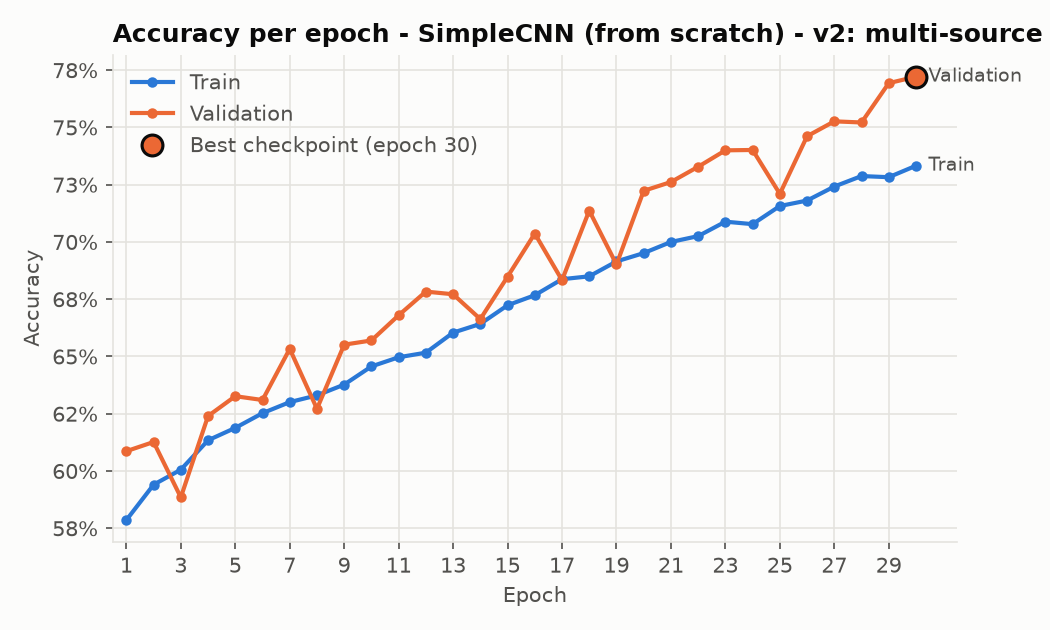 Accuracy per epoch - SimpleCNN (from scratch) - v2: multi-source
78%
75%
73%
70%
68%
65%
62%
60%
58%
Accuracy
Train
Validation
Best checkpoint (epoch 30)
Validation
Train
1 3 5 7 9 11 13 15 17 19 21 23 25 27 29
Epoch